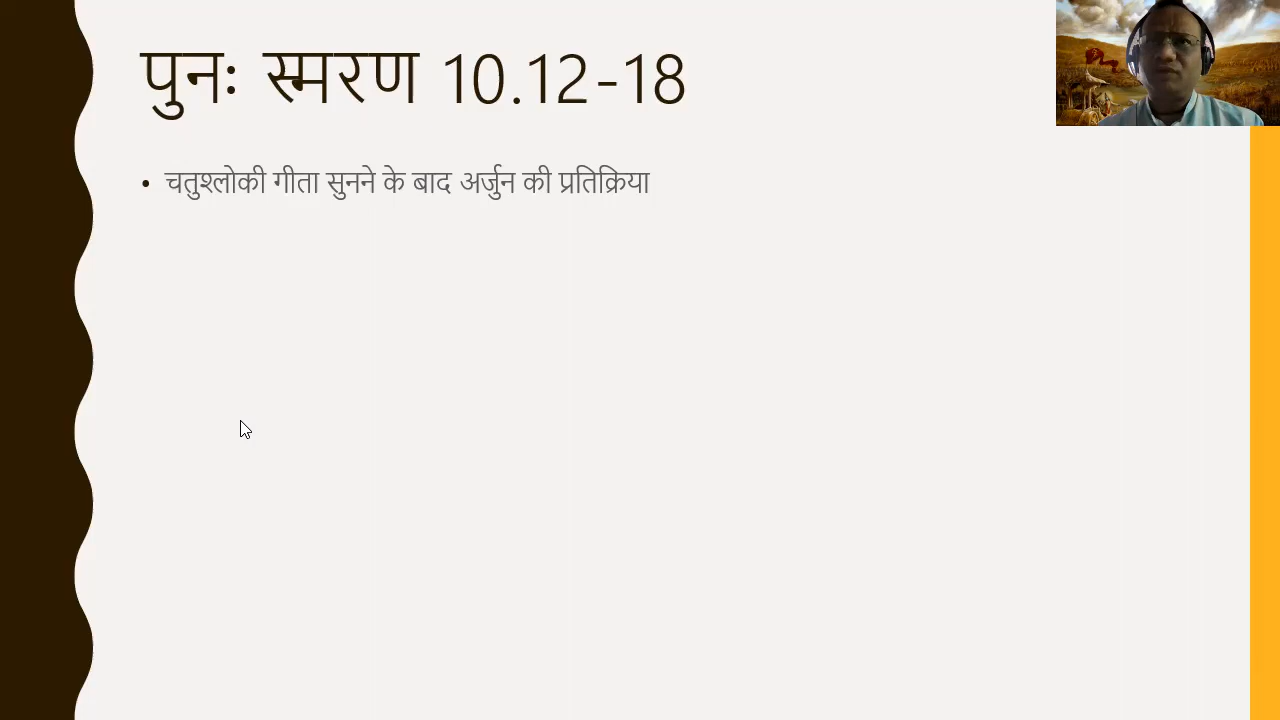 पुनः स्मरण 10.12-18
• चतुश्लोकी गीता सुनने के बाद अर्जुन की प्रतिक्रिया